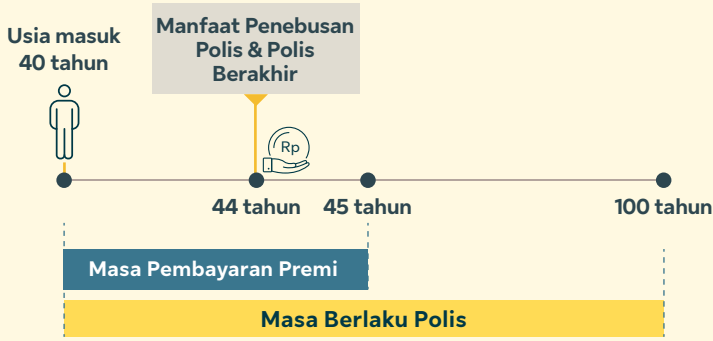 Usia masuk
40 tahun
Manfaat Penebusan
Polis & Polis
Berakhir
Rp
44 tahun
45 tahun
100 tahun
Masa Pembayaran Premi
Masa Berlaku Polis